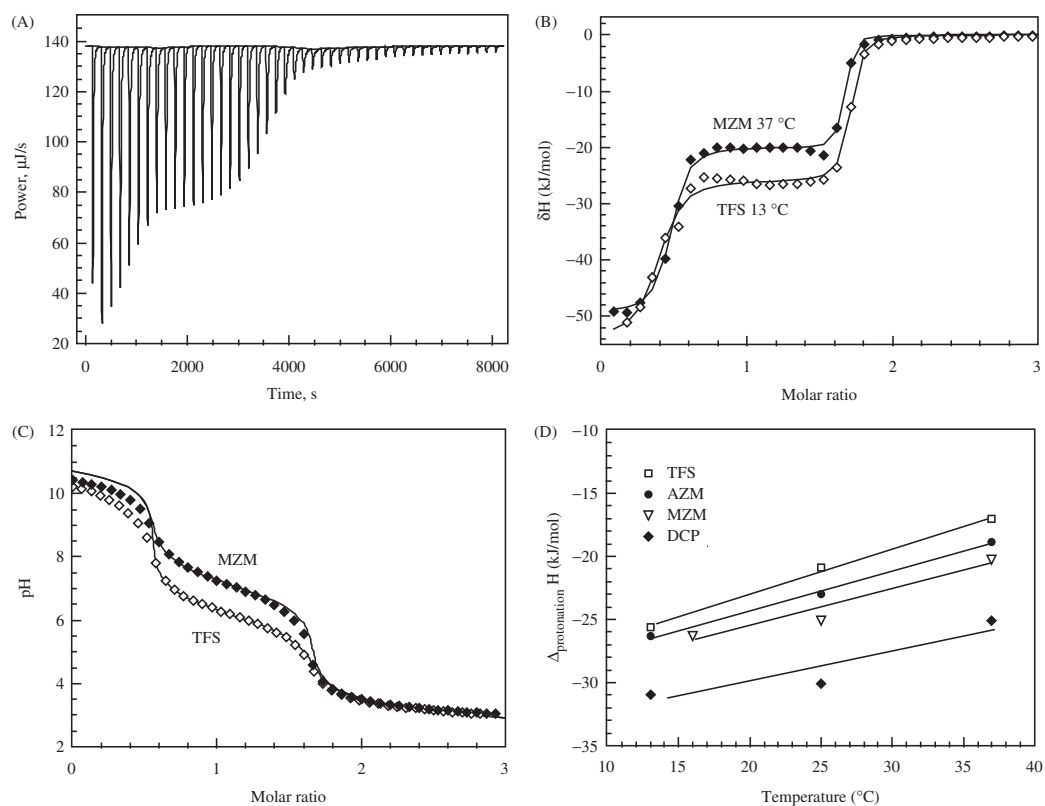 (A)
140
120
100
80
60
40
20
Power, μJ/s
0
2000
4000
6000
8000
Time, s
(B)
0
−10
−20
−30
−40
−50
δH (kJ/mol)
MZM 37 °C
TFS 13 °C
0
1
2
3
Molar ratio
(C)
12
10
8
6
4
2
pH
MZM
TFS
0
1
2
3
Molar ratio
(D)
−10
−15
−20
−25
−30
−35
Δprotonation H (kJ/mol)
TFS
AZM
MZM
DCP
10
15
20
25
30
35
40
Temperature (°C)